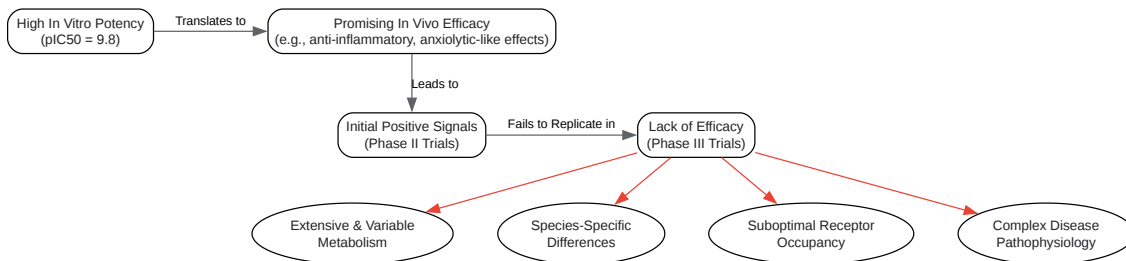 High In Vitro Potency
(pIC50 = 9.8)
Translates to
Promising In Vivo Efficacy
(e.g., anti-inflammatory, anxiolytic-like effects)
Leads to
Initial Positive Signals
(Phase II Trials)
Fails to Replicate in
Lack of Efficacy
(Phase III Trials)
Extensive & Variable
Metabolism
Species-Specific
Differences
Suboptimal Receptor
Occupancy
Complex Disease
Pathophysiology